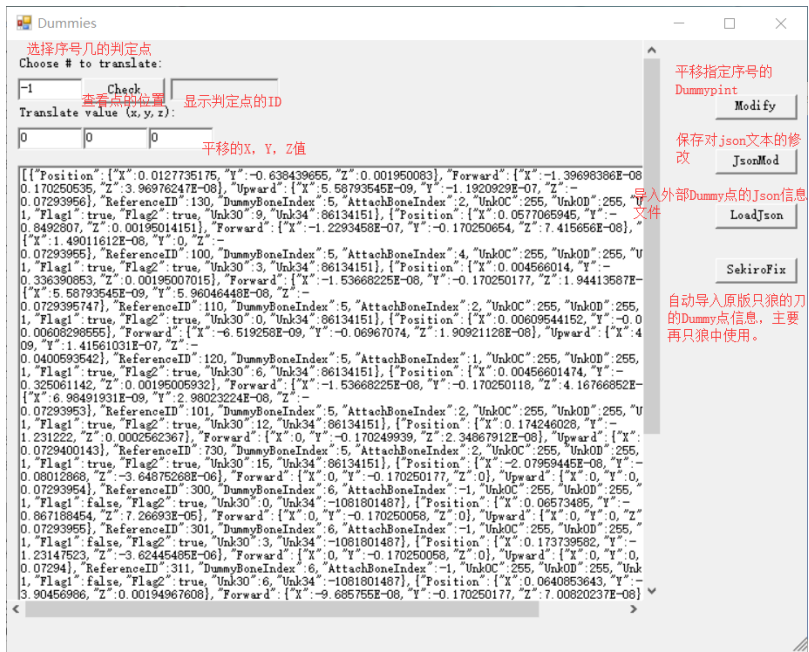 Dummies
选择序号几的判定点
Choose # to translate:
-1 Check
查看点的位置 显示判定点的ID
Translate value (x,y,z):
0 0 0
平移的X, Y, Z值
平移指定序号的
Dummypint
Modify
保存对json文本的修
改
JsonMod
导入外部Dummy点的Json信息
文件
LoadJson
SekiroFix
自动导入原版只狼的刀
的Dummy点信息，主要
再只狼中使用。
[{"Position":{"X":0.0127735175,"Y":-0.638439655,"Z":0.001950083},"Forward":{"X":-1.39698386E-08
0.170250535,"Z":3.96976247E-08},"Upward":{"X":5.58793545E-09,"Y":-1.1920929E-07,"Z":-
0.07293956},"ReferenceID":130,"DummyBoneIndex":5,"AttachBoneIndex":2,"Unk0C":255,"Unk0D":255,"
1,"Flag1":true,"Flag2":true,"Unk30":9,"Unk34":86134151},{"Position":{"X":0.0577065945,"Y":-
0.8492807,"Z":0.00195014151},"Forward":{"X":-1.2293458E-07,"Y":-0.170250654,"Z":7.415656E-08},"
{"X":1.49011612E-08,"Y":0,"Z":-
0.07293955},"ReferenceID":100,"DummyBoneIndex":5,"AttachBoneIndex":4,"Unk0C":255,"Unk0D":255,"U
1,"Flag1":true,"Flag2":true,"Unk30":3,"Unk34":86134151},{"Position":{"X":0.004566014,"Y":-
0.336390853,"Z":0.00195007015},"Forward":{"X":-1.53668225E-08,"Y":-0.170250177,"Z":1.94413587E-
{"X":5.58793545E-09,"Y":5.96046448E-08,"Z":-
0.0729395747},"ReferenceID":110,"DummyBoneIndex":5,"AttachBoneIndex":2,"Unk0C":255,"Unk0D":255,
1,"Flag1":true,"Flag2":true,"Unk30":0,"Unk34":86134151},{"Position":{"X":0.00609544152,"Y":-0.0
0.00608298555},"Forward":{"X":-6.519258E-09,"Y":-0.06967074,"Z":1.90921128E-08},"Upward":{"X":4
09,"Y":1.41561031E-07,"Z":-
0.0400593542},"ReferenceID":120,"DummyBoneIndex":5,"AttachBoneIndex":1,"Unk0C":255,"Unk0D":255,
1,"Flag1":true,"Flag2":true,"Unk30":6,"Unk34":86134151},{"Position":{"X":0.00456601474,"Y":-
0.325061142,"Z":0.00195005932},"Forward":{"X":-1.53668225E-08,"Y":-0.170250118,"Z":4.16766852E-
{"X":6.98491931E-09,"Y":2.98023224E-08,"Z":-
0.07293953},"ReferenceID":101,"DummyBoneIndex":5,"AttachBoneIndex":2,"Unk0C":255,"Unk0D":255,"U
1,"Flag1":true,"Flag2":true,"Unk30":12,"Unk34":86134151},{"Position":{"X":0.174246028,"Y":-
1.231222,"Z":0.0002562367},"Forward":{"X":0,"Y":-0.170249939,"Z":2.34867912E-08},"Upward":{"X":
0.0729400143},"ReferenceID":730,"DummyBoneIndex":5,"AttachBoneIndex":2,"Unk0C":255,"Unk0D":255,
1,"Flag1":true,"Flag2":true,"Unk30":15,"Unk34":86134151},{"Position":{"X":-2.07959445E-08,"Y":-
0.08012868,"Z":-3.64875268E-06},"Forward":{"X":0,"Y":-0.170250177,"Z":0},"Upward":{"X":0,"Y":0,
0.07293954},"ReferenceID":300,"DummyBoneIndex":6,"AttachBoneIndex":-1,"Unk0C":255,"Unk0D":255,"
1,"Flag1":false,"Flag2":true,"Unk30":0,"Unk34":-1081801487},{"Position":{"X":0.06573485,"Y":-
0.867188454,"Z":7.26693E-05},"Forward":{"X":0,"Y":-0.170250058,"Z":0},"Upward":{"X":0,"Y":0,"Z"
0.07293955},"ReferenceID":301,"DummyBoneIndex":6,"AttachBoneIndex":-1,"Unk0C":255,"Unk0D":255,"
1,"Flag1":false,"Flag2":true,"Unk30":3,"Unk34":-1081801487},{"Position":{"X":0.173739582,"Y":-
1.23147523,"Z":-3.62445485E-06},"Forward":{"X":0,"Y":-0.170250058,"Z":0},"Upward":{"X":0,"Y":0,
0.07294},"ReferenceID":311,"DummyBoneIndex":6,"AttachBoneIndex":-1,"Unk0C":255,"Unk0D":255,"Unk
1,"Flag1":false,"Flag2":true,"Unk30":6,"Unk34":-1081801487},{"Position":{"X":0.0640853643,"Y":-
3.90456986,"Z":0.00194967608},"Forward":{"X":-9.685755E-08,"Y":-0.170250177,"Z":7.00820237E-08}